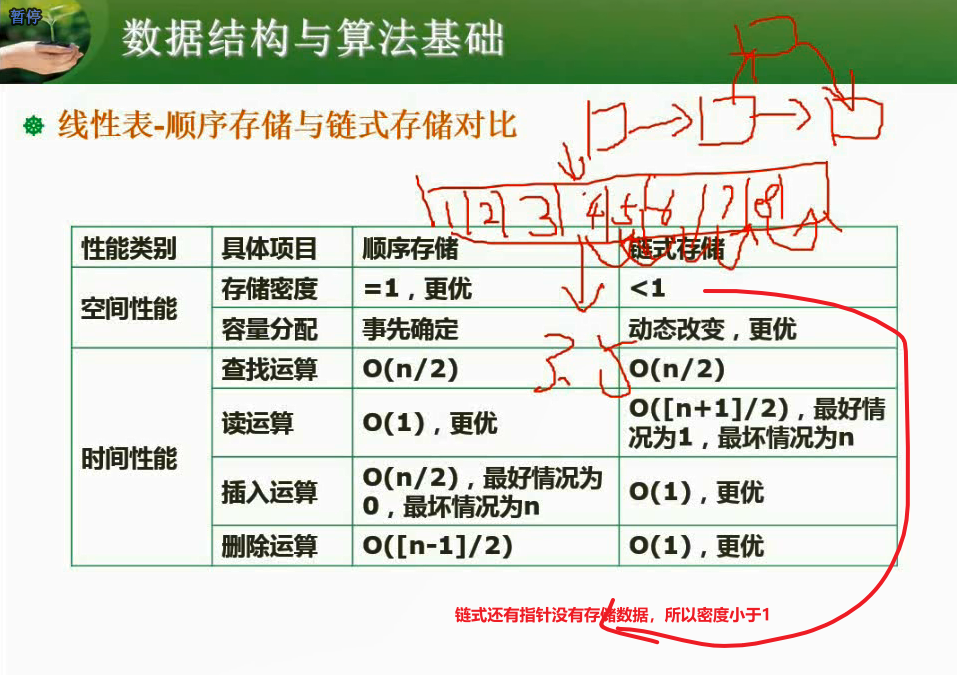 暂停
数据结构与算法基础
线性表-顺序存储与链式存储对比
1 2 3 4 5 6 7 8
性能类别 具体项目 顺序存储 链式存储
空间性能 存储密度 =1，更优 <1
容量分配 事先确定 动态改变，更优
时间性能 查找运算 O(n/2) O(n/2)
3.5
读运算 O(1)，更优 O([n+1]/2)，最好情
况为1，最坏情况为n
插入运算 O(n/2)，最好情况为
0，最坏情况为n O(1)，更优
删除运算 O([n-1]/2) O(1)，更优
链式还有指针没有存储数据，所以密度小于1